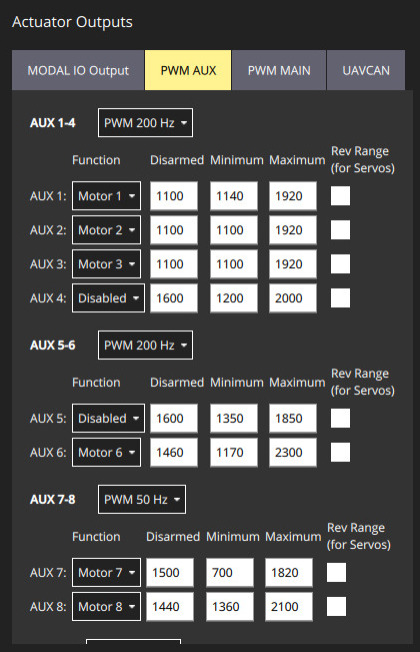 Actuator Outputs
MODAL IO Output PWM AUX PWM MAIN UAVCAN
AUX 1-4 PWM 200 Hz
Function Disarmed Minimum Maximum Rev Range (for Servos)
AUX 1: Motor 1 1100 1140 1920
AUX 2: Motor 2 1100 1100 1920
AUX 3: Motor 3 1100 1100 1920
AUX 4: Disabled 1600 1200 2000
AUX 5-6 PWM 200 Hz
Function Disarmed Minimum Maximum Rev Range (for Servos)
AUX 5: Disabled 1600 1350 1850
AUX 6: Motor 6 1460 1170 2300
AUX 7-8 PWM 50 Hz
Function Disarmed Minimum Maximum Rev Range (for Servos)
AUX 7: Motor 7 1500 700 1820
AUX 8: Motor 8 1440 1360 2100